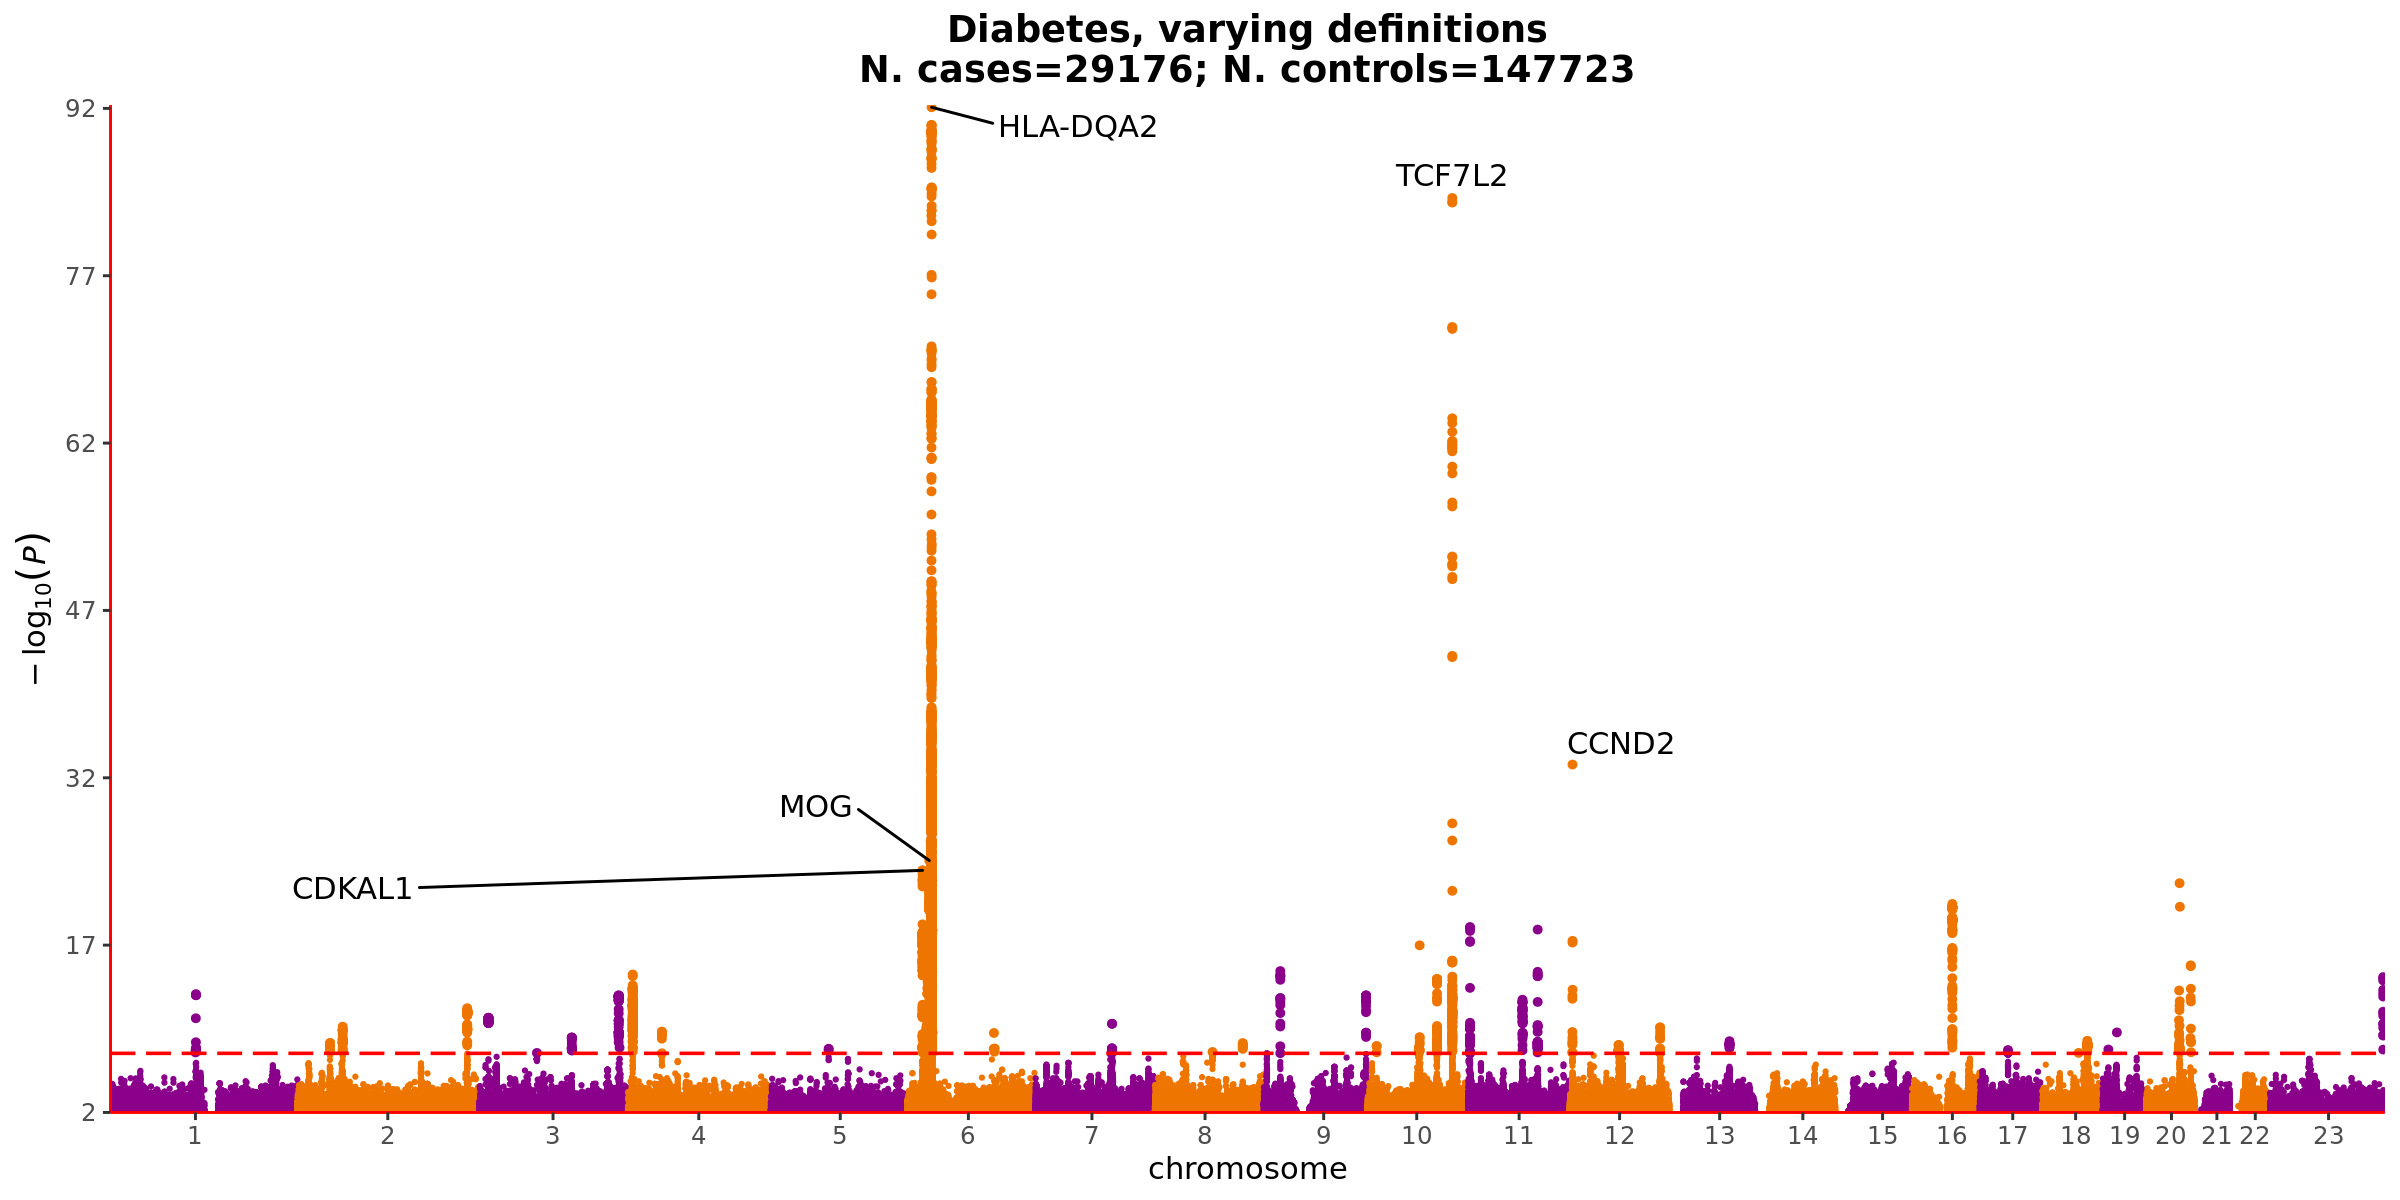 Diabetes, varying definitions
N. cases=29176; N. controls=147723
92
77
62
47
32
17
2
− log10(P)
HLA-DQA2
TCF7L2
CCND2
MOG
CDKAL1
1 2 3 4 5 6 7 8 9 10 11 12 13 14 15 16 17 18 19 20 21 22 23
chromosome